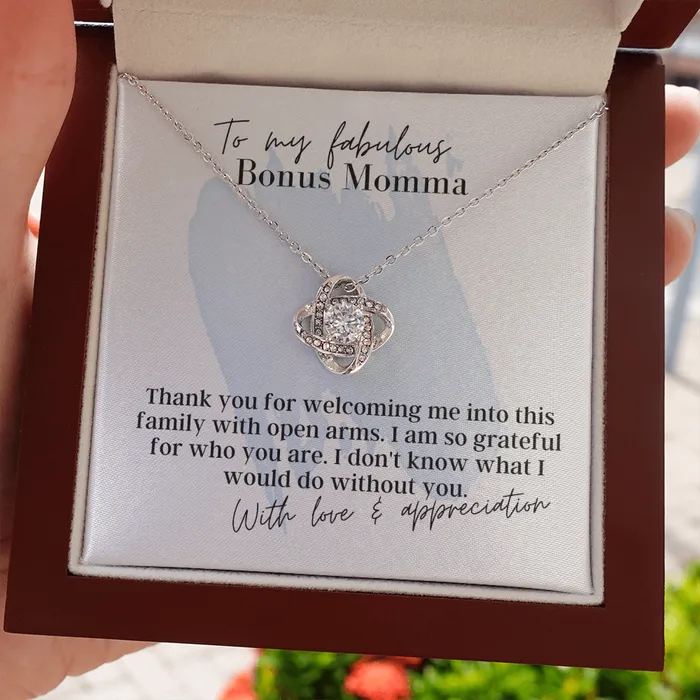 To my fabulous
Bonus Momma
Thank you for welcoming me into this
family with open arms. I am so grateful
for who you are. I don't know what I
would do without you.
With love & appreciation